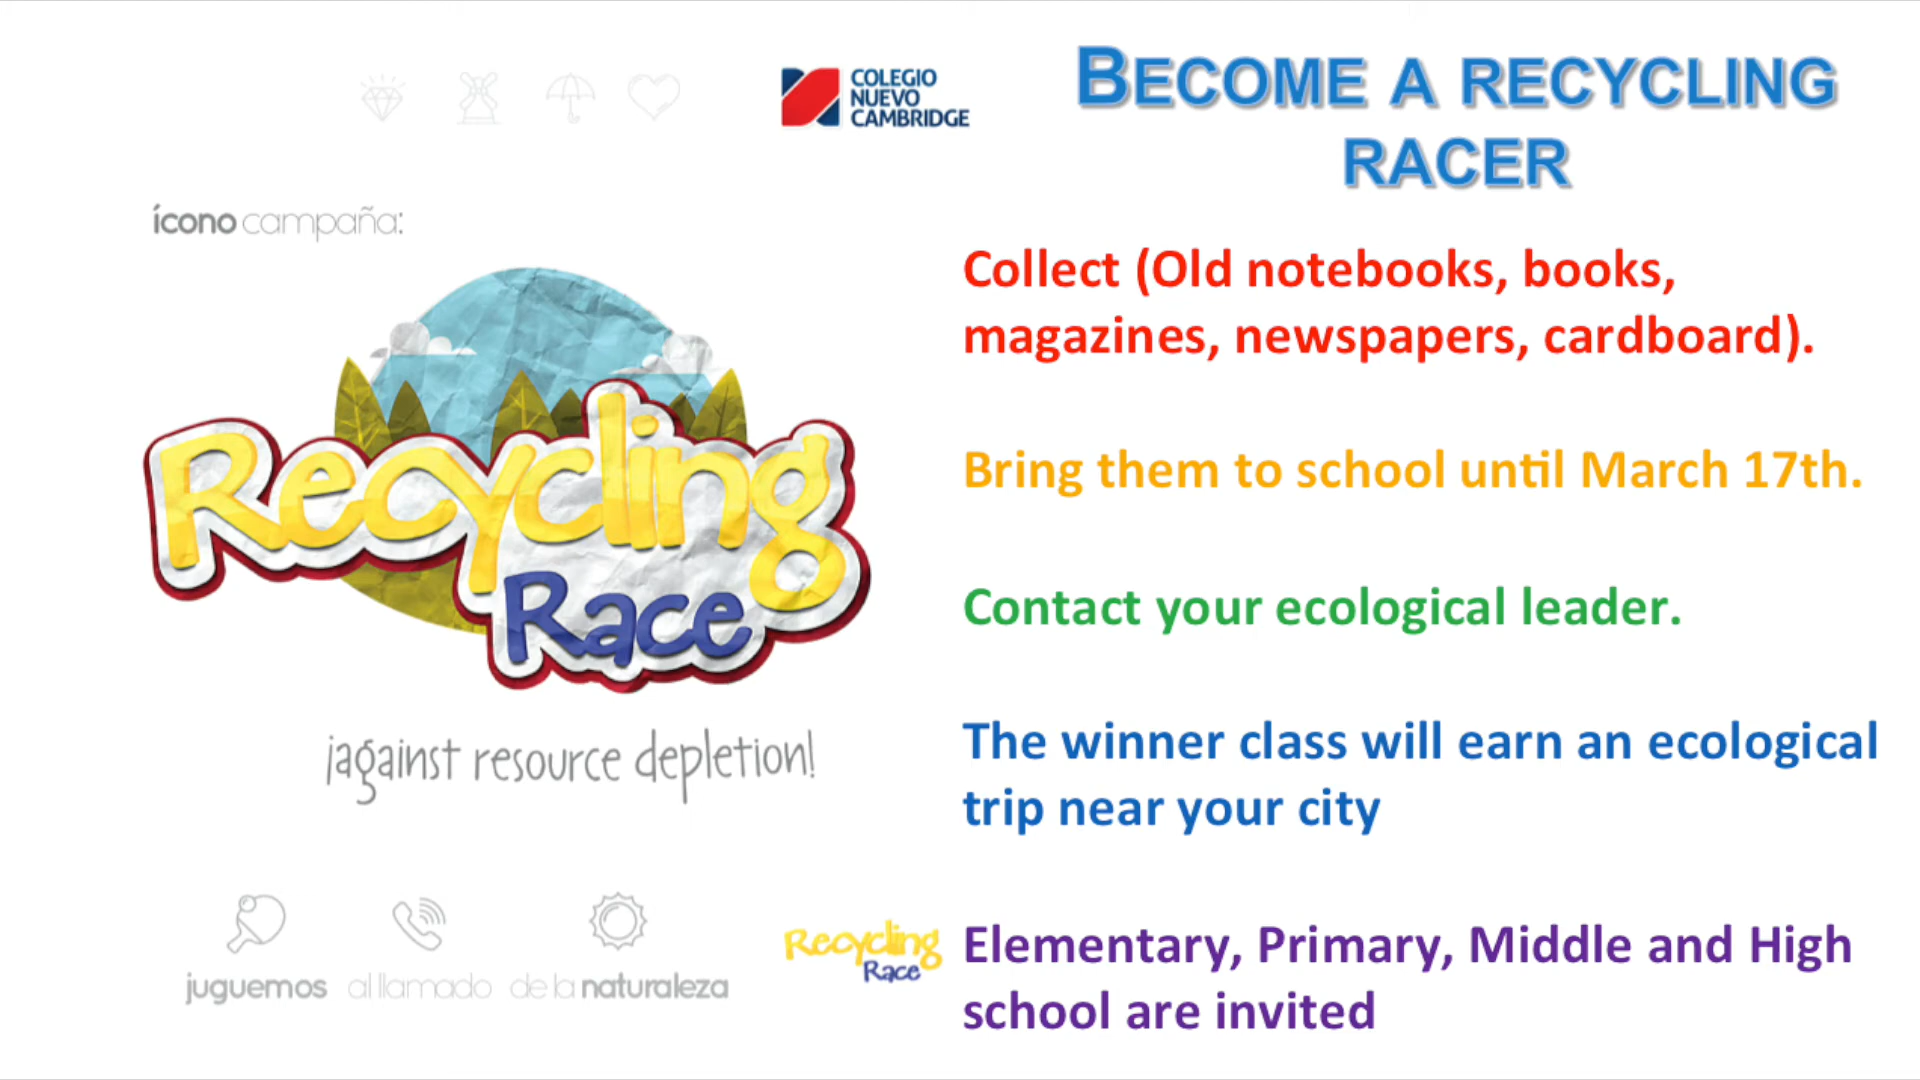 COLEGIO
NUEVO
CAMBRIDGE
BECOME A RECYCLING
RACER
ícono campaña:
Recycling
Race
¡against resource depletion!
juguemos al llamado de la naturaleza
Collect (Old notebooks, books,
magazines, newspapers, cardboard).
Bring them to school until March 17th.
Contact your ecological leader.
The winner class will earn an ecological
trip near your city
Recycling
Race
Elementary, Primary, Middle and High
school are invited